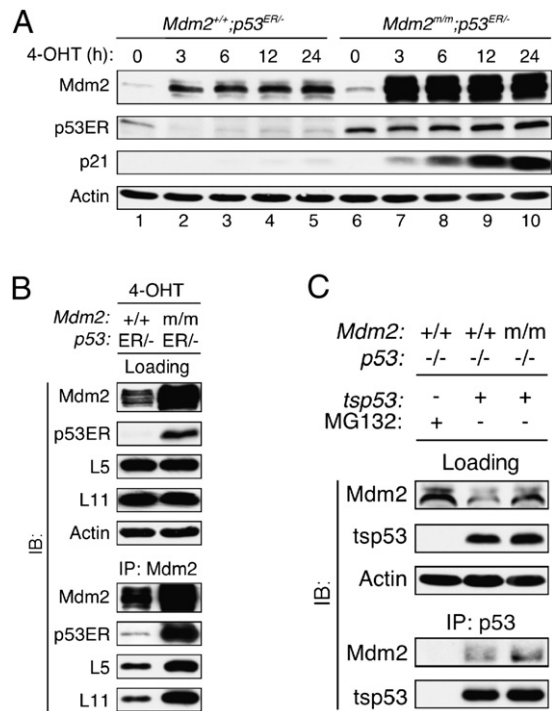 A
Mdm2+/+;p53ER/- Mdm2m/m;p53ER/-
4-OHT (h): 0 3 6 12 24 0 3 6 12 24
Mdm2
p53ER
p21
Actin
1 2 3 4 5 6 7 8 9 10
B
4-OHT
Mdm2: +/+ m/m
p53: ER/- ER/-
Loading
Mdm2
p53ER
L5
L11
Actin
IB:
IP: Mdm2
Mdm2
p53ER
L5
L11
C
Mdm2: +/+ +/+ m/m
p53: -/- -/- -/-
tsp53: - + +
MG132: + - -
Loading
Mdm2
tsp53
Actin
IB:
IP: p53
Mdm2
tsp53